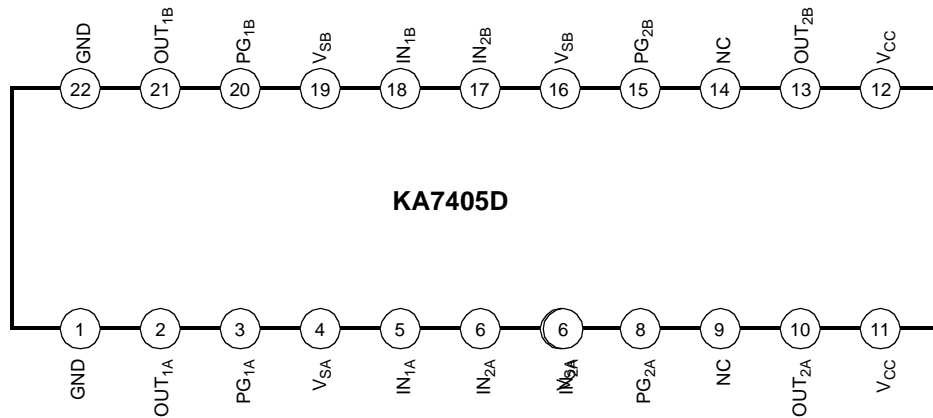 GND OUT1B PG1B VSB IN1B IN2B VSB PG2B NC OUT2B VCC
22 21 20 19 18 17 16 15 14 13 12
KA7405D
1 2 3 4 5 6 6 8 9 10 11
GND OUT1A PG1A VSA IN1A IN2A PG2A NC OUT2A VCC